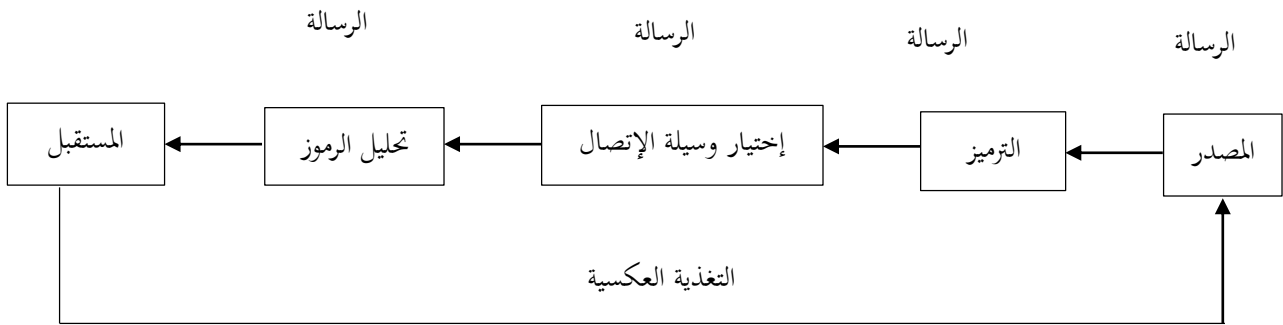 الرسالة
الرسالة
الرسالة
الرسالة
المصدر
الترميز
إختيار وسيلة الإتصال
تحليل الرموز
المستقبل
التغذية العكسية